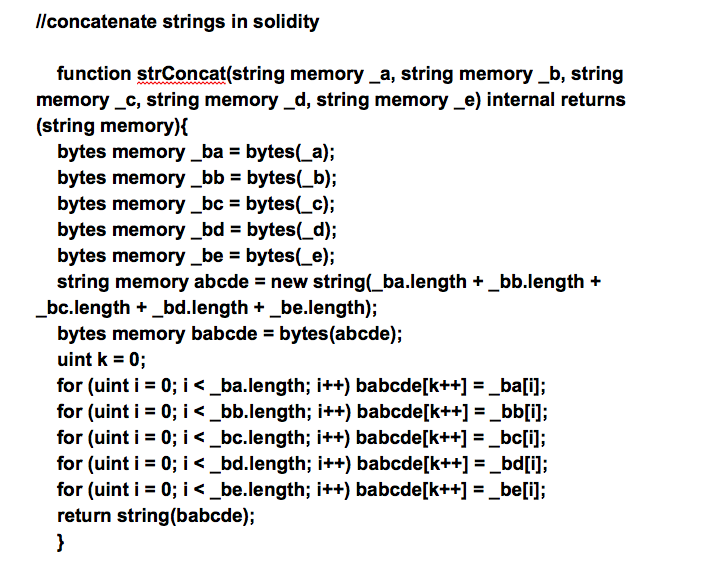 //concatenate strings in solidity
function strConcat(string memory _a, string memory _b, string
memory _c, string memory _d, string memory _e) internal returns
(string memory){
bytes memory _ba = bytes(_a);
bytes memory _bb = bytes(_b);
bytes memory _bc = bytes(_c);
bytes memory _bd = bytes(_d);
bytes memory _be = bytes(_e);
string memory abcde = new string(_ba.length + _bb.length +
_bc.length + _bd.length + _be.length);
bytes memory babcde = bytes(abcde);
uint k = 0;
for (uint i = 0; i < _ba.length; i++) babcde[k++] = _ba[i];
for (uint i = 0; i < _bb.length; i++) babcde[k++] = _bb[i];
for (uint i = 0; i < _bc.length; i++) babcde[k++] = _bc[i];
for (uint i = 0; i < _bd.length; i++) babcde[k++] = _bd[i];
for (uint i = 0; i < _be.length; i++) babcde[k++] = _be[i];
return string(babcde);
}